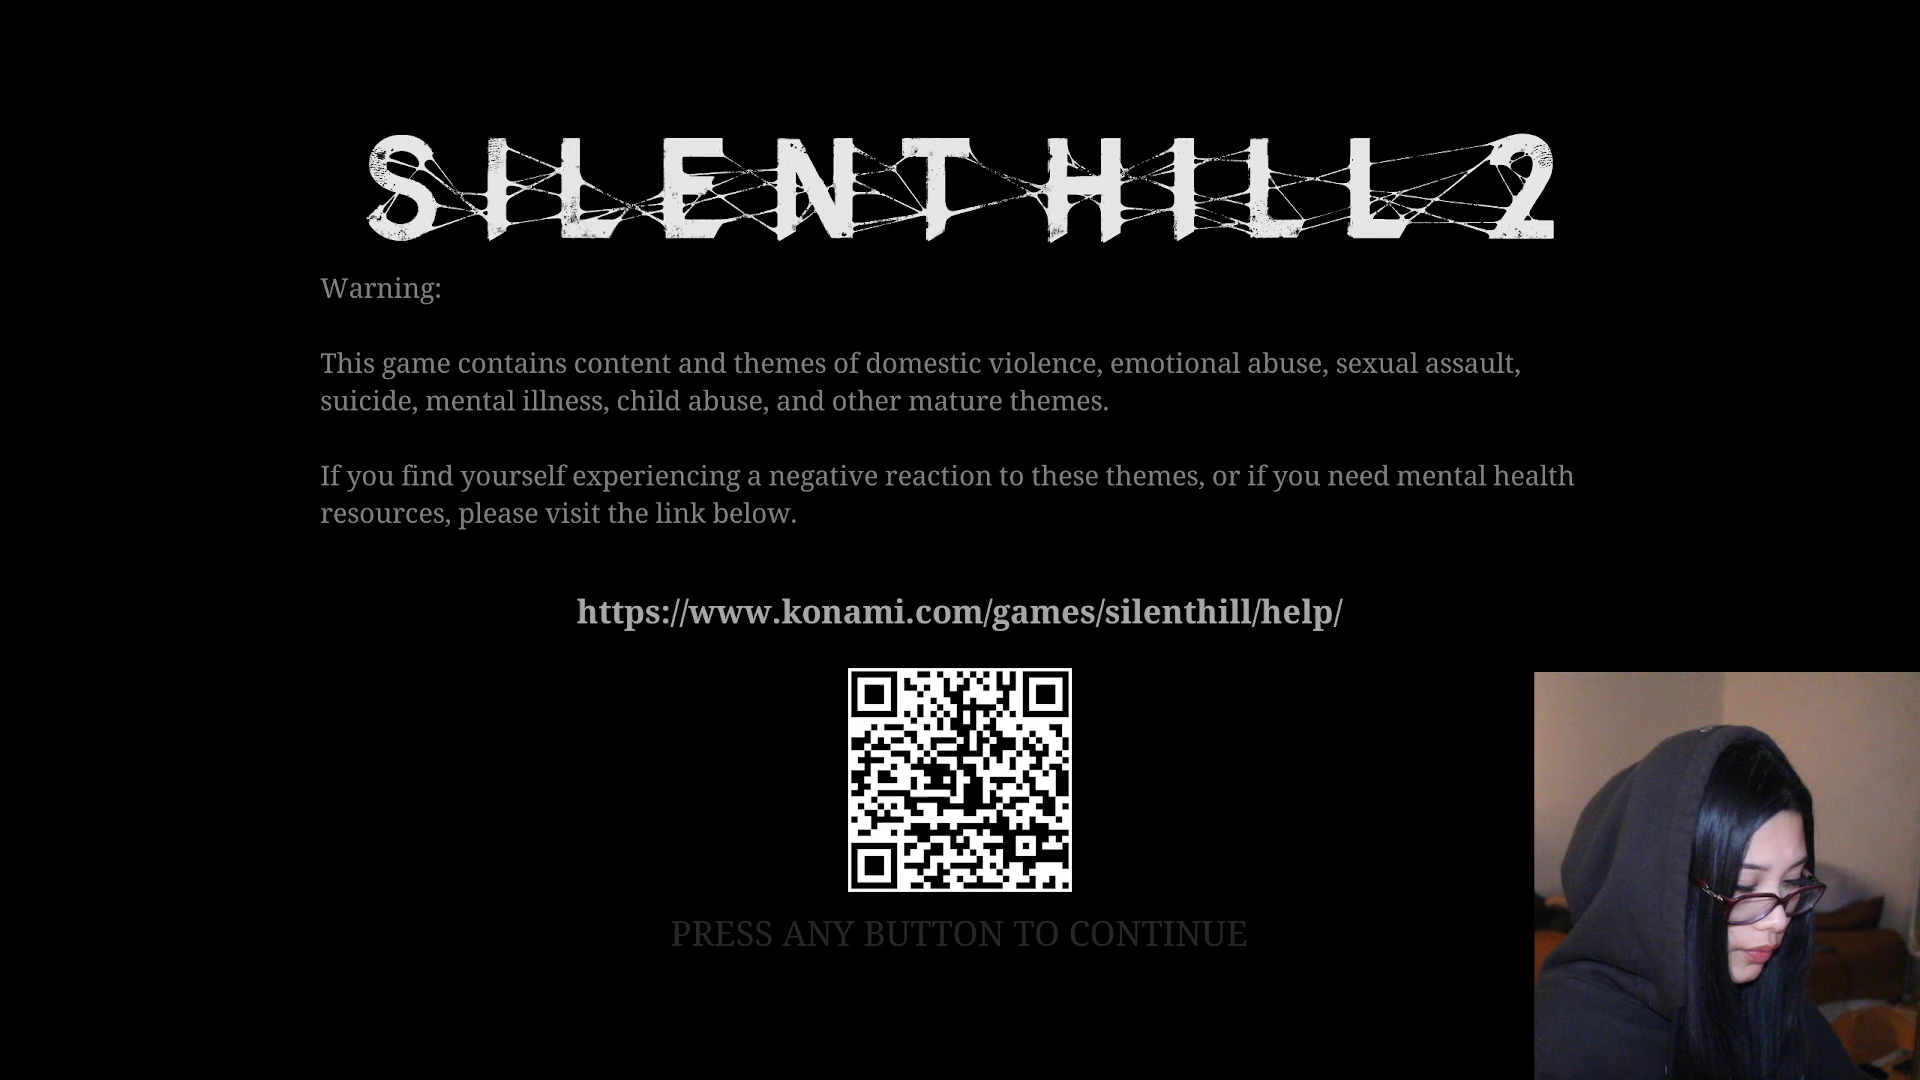 SILENT HILL 2
Warning:
This game contains content and themes of domestic violence, emotional abuse, sexual assault,
suicide, mental illness, child abuse, and other mature themes.
If you find yourself experiencing a negative reaction to these themes, or if you need mental health
resources, please visit the link below.
https://www.konami.com/games/silenthill/help/
PRESS ANY BUTTON TO CONTINUE